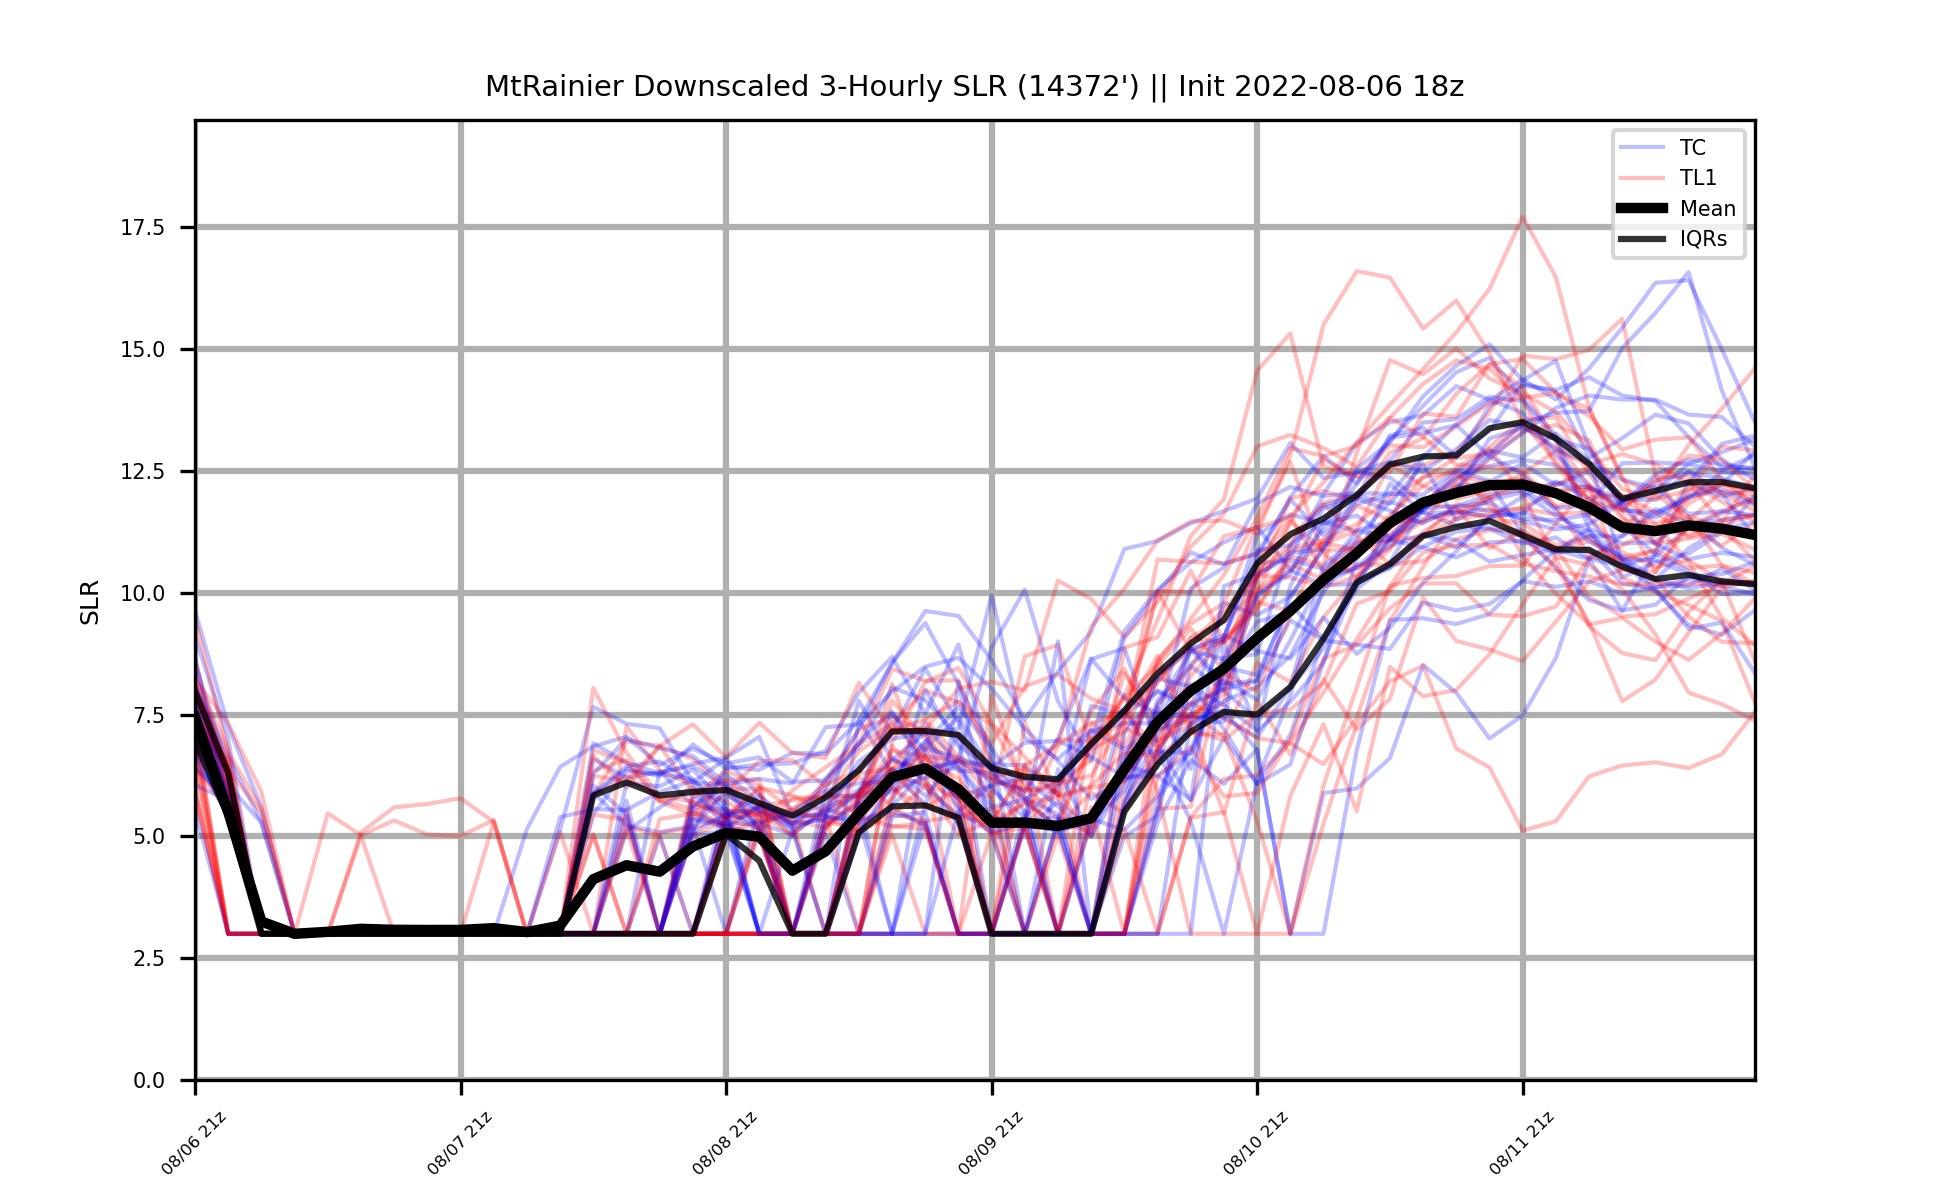 MtRainier Downscaled 3-Hourly SLR (14372') || Init 2022-08-06 18z
TC
TL1
Mean
IQRs
SLR
17.5
15.0
12.5
10.0
7.5
5.0
2.5
0.0
08/06 21z
08/07 21z
08/08 21z
08/09 21z
08/10 21z
08/11 21z